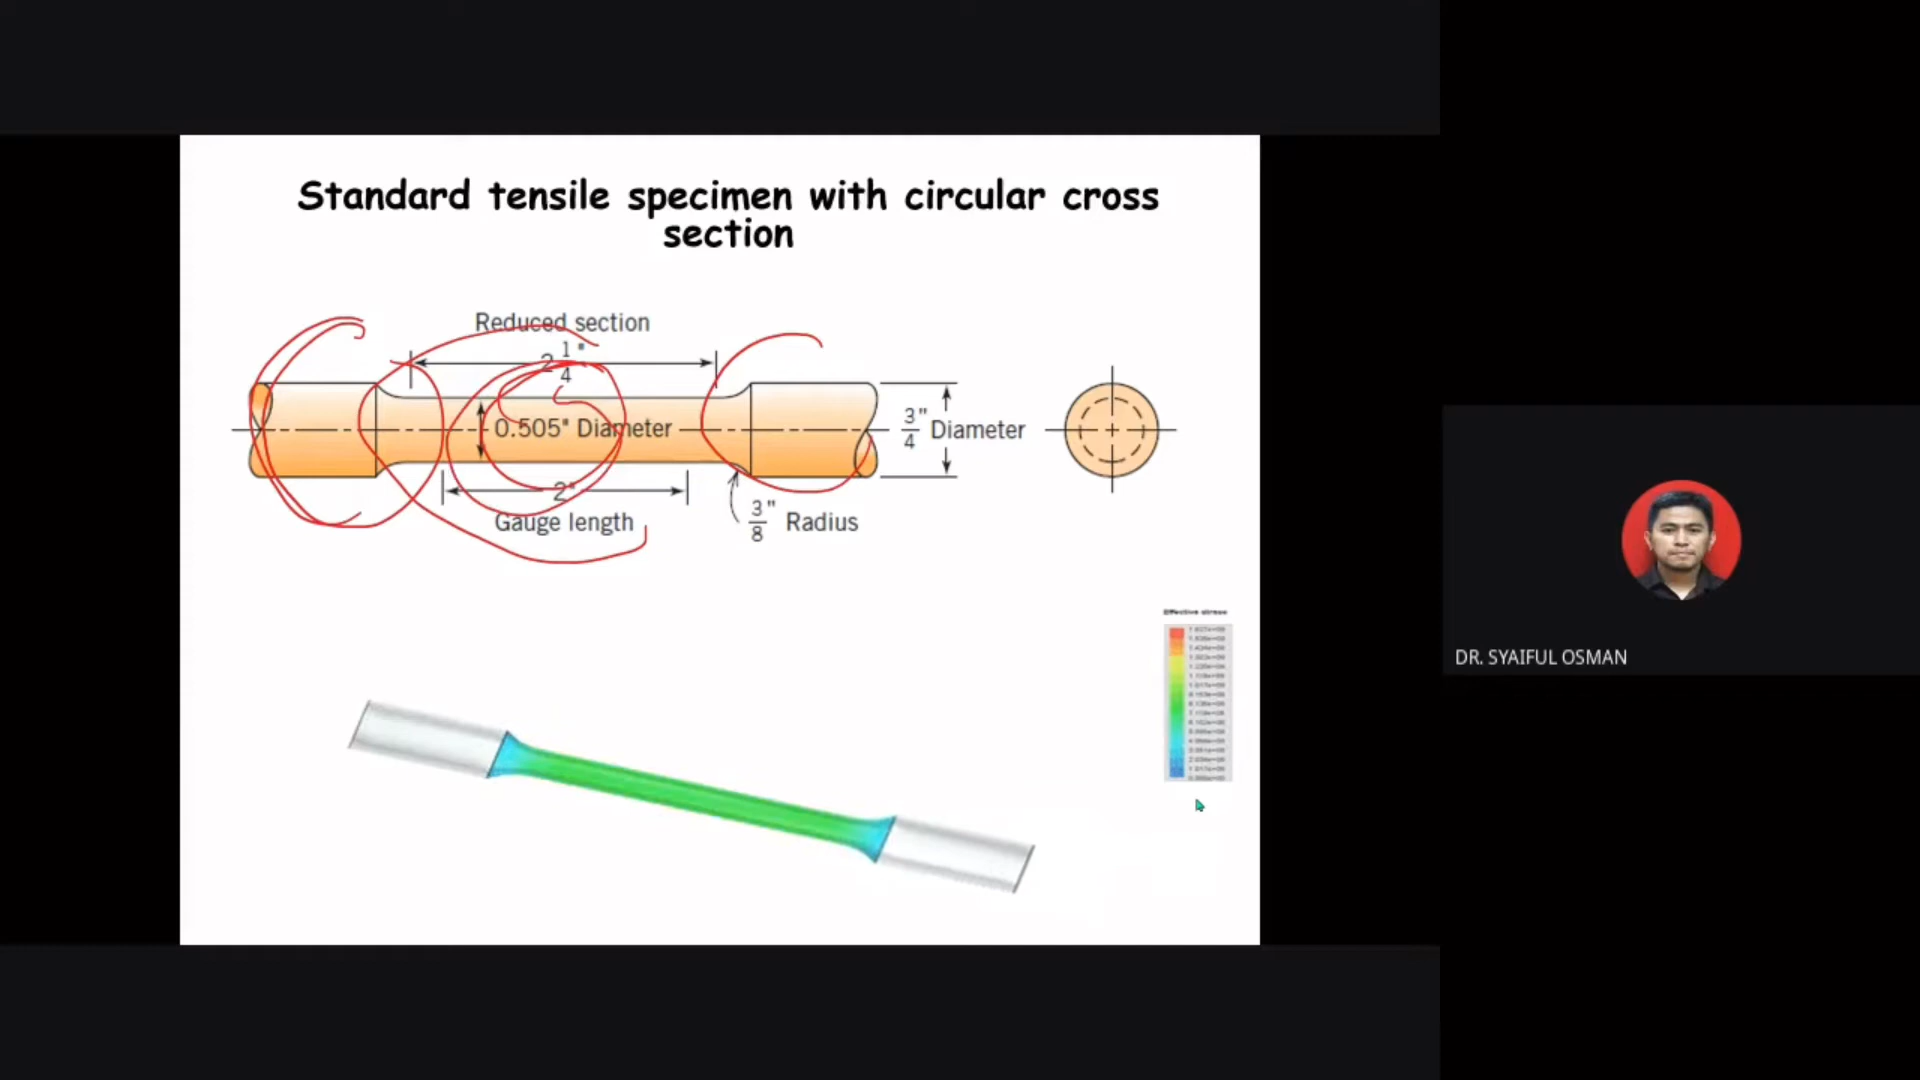 Standard tensile specimen with circular cross
section
Reduced section
2 1/4"
0.505" Diameter
3/4" Diameter
2"
Gauge length
3/8" Radius
Effective stress
DR. SYAIFUL OSMAN